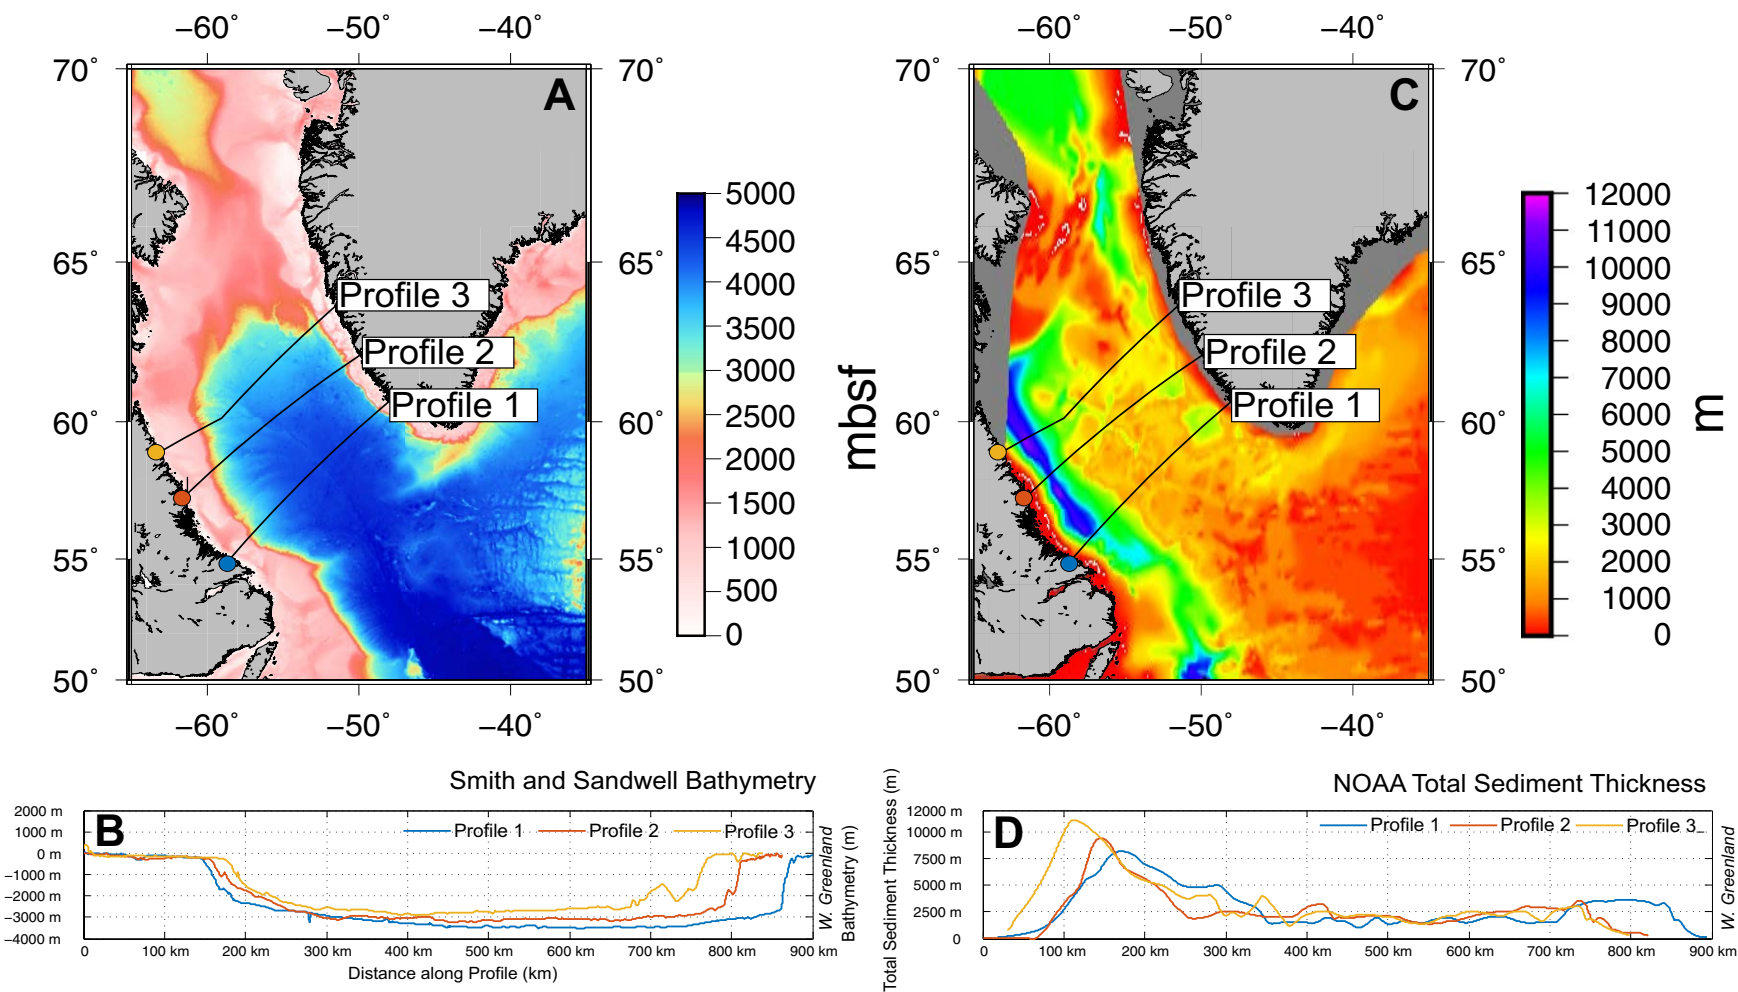 −60˚ −50˚ −40˚
70˚ 70˚
A
65˚ 65˚
Profile 3
Profile 2
Profile 1
60˚ 60˚
55˚ 55˚
50˚ 50˚
−60˚ −50˚ −40˚
5000
4500
4000
3500
3000
2500
2000
1500
1000
500
0
mbsf
−60˚ −50˚ −40˚
70˚ 70˚
C
65˚ 65˚
Profile 3
Profile 2
Profile 1
60˚ 60˚
55˚ 55˚
50˚ 50˚
−60˚ −50˚ −40˚
12000
11000
10000
9000
8000
7000
6000
5000
4000
3000
2000
1000
0
m
Smith and Sandwell Bathymetry
B
Profile 1 Profile 2 Profile 3
2000 m
1000 m
0 m
−1000 m
−2000 m
−3000 m
−4000 m
0 100 km 200 km 300 km 400 km 500 km 600 km 700 km 800 km 900 km
Distance along Profile (km)
W. Greenland
Bathymetry (m)
NOAA Total Sediment Thickness
D
Profile 1 Profile 2 Profile 3
Total Sediment Thickness (m)
12000 m
10000 m
7500 m
5000 m
2500 m
0
0 100 km 200 km 300 km 400 km 500 km 600 km 700 km 800 km 900 km
W. Greenland